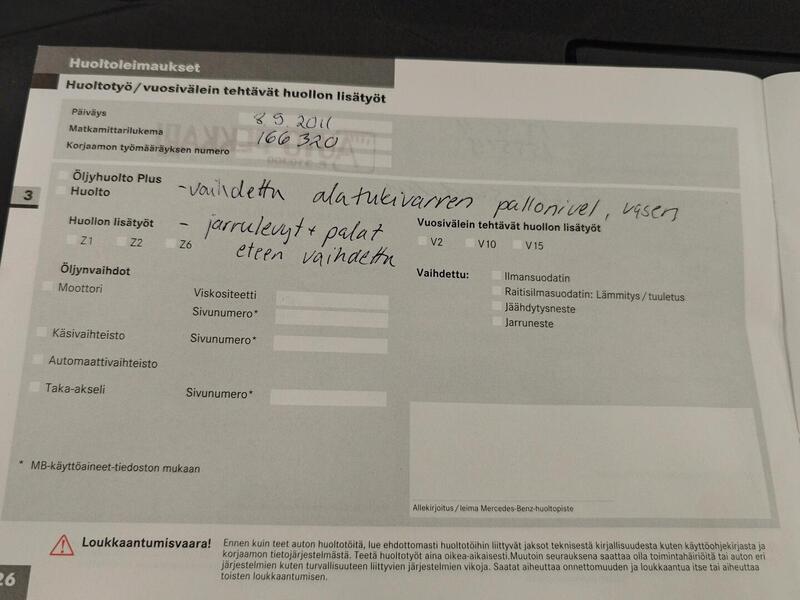 Huoltoleimaukset
Huoltotyö/vuosivälein tehtävät huollon lisätyöt
Päiväys 8 9. 2011
Matkamittarilukema 166 320
Korjaamon työmääräyksen numero
3
Öljyhuolto Plus
Huolto - vaihdettu alatukivarren pallonivel, vasen
Huollon lisätyöt - jarrulevyt + palat
Z1 Z2 Z6 eteen vaihdettu
Vuosivälein tehtävät huollon lisätyöt
V2 V10 V15
Öljynvaihdot
Moottori Viskositeetti
Sivunumero*
Käsivaihteisto Sivunumero*
Automaattivaihteisto
Taka-akseli Sivunumero*
Vaihdettu: Ilmansuodatin
Raitisilmasuodatin: Lämmitys/tuuletus
Jäähdytysneste
Jarruneste
* MB-käyttöaineet-tiedoston mukaan
Allekirjoitus/leima Mercedes-Benz-huoltopiste
Loukkaantumisvaara! Ennen kuin teet auton huoltotöitä, lue ehdottomasti huoltotöihin liittyvät jaksot teknisestä kirjallisuudesta kuten käyttöohjekirjasta ja
korjaamon tietojärjestelmästä. Teetä huoltotyöt aina oikea-aikaisesti.Muutoin seurauksena saattaa olla toimintahäiriöitä tai auton eri
järjestelmien kuten turvallisuuteen liittyvien järjestelmien vikoja. Saatat aiheuttaa onnettomuuden ja loukkaantua itse tai aiheuttaa
toisten loukkaantumisen.
26